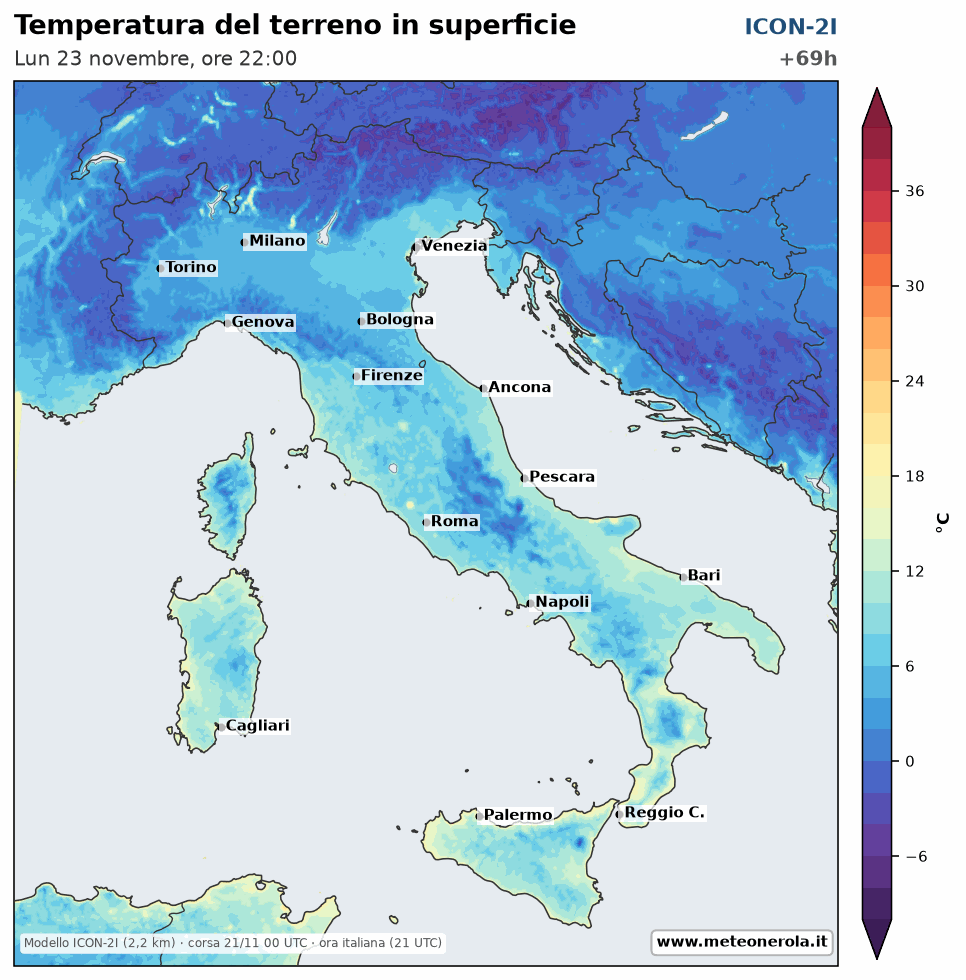 Temperatura del terreno in superficie
ICON-2I
Lun 23 novembre, ore 22:00
+69h
Milano
Venezia
Torino
Genova
Bologna
Firenze
Ancona
Pescara
Roma
Bari
Napoli
Cagliari
Palermo
Reggio C.
36
30
24
18
12
6
0
−6
°C
Modello ICON-2I (2,2 km) · corsa 21/11 00 UTC · ora italiana (21 UTC)
www.meteonerola.it